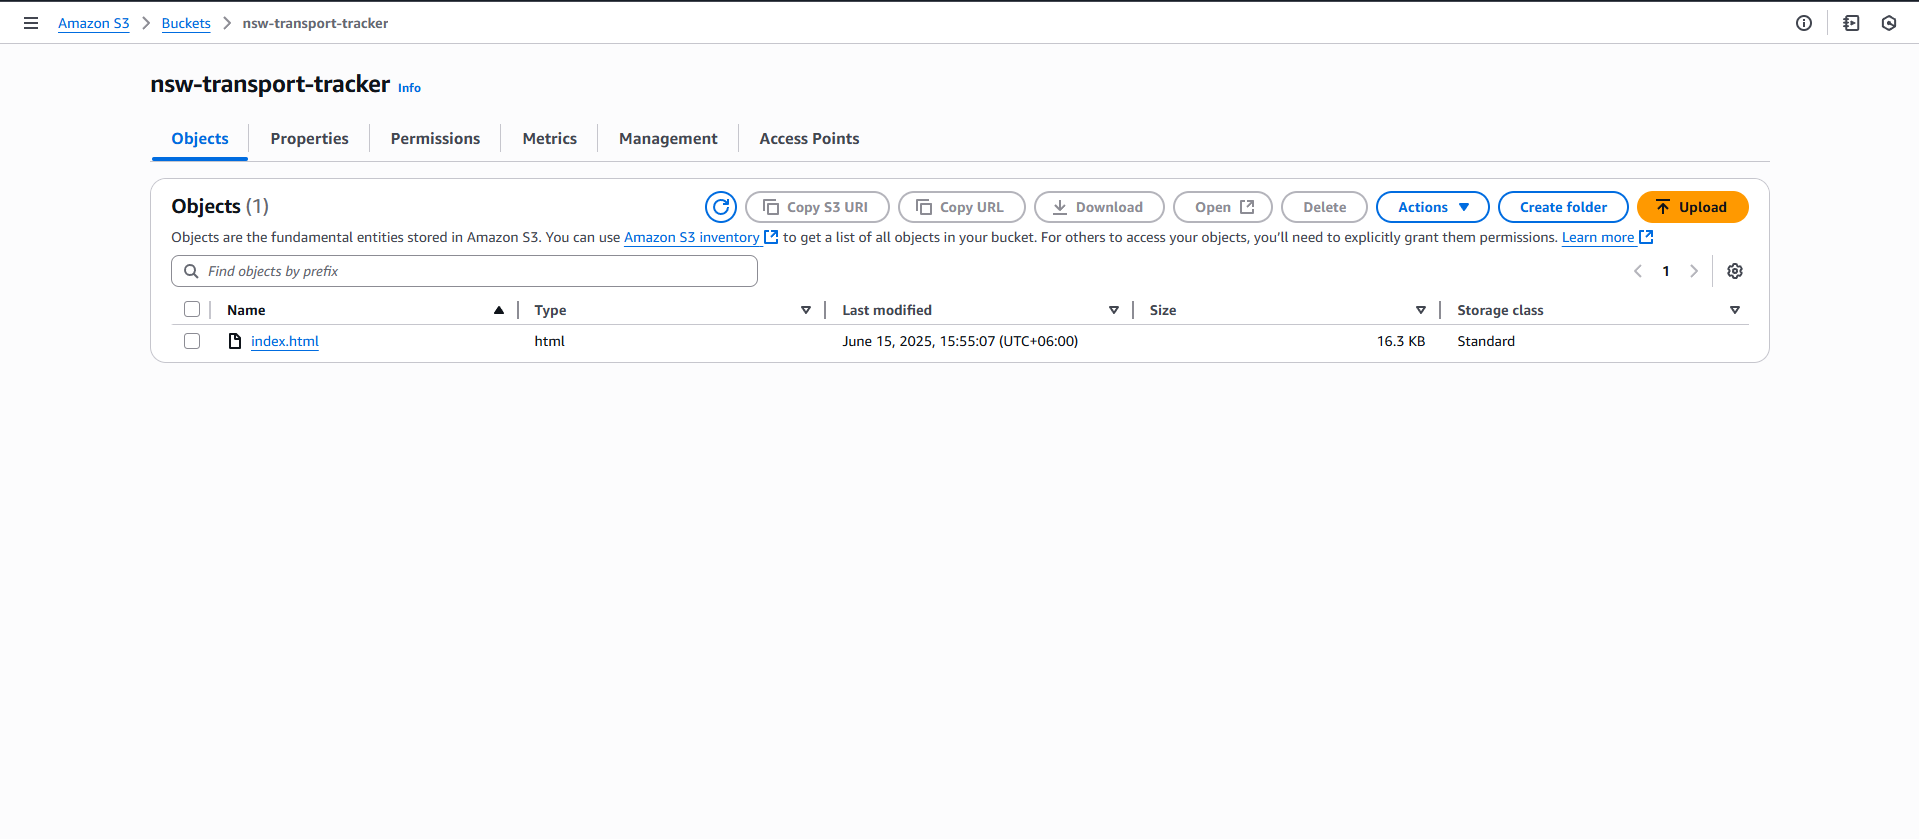 Amazon S3 > Buckets > nsw-transport-tracker
nsw-transport-tracker Info
Objects Properties Permissions Metrics Management Access Points
Objects (1) Copy S3 URI Copy URL Download Open Delete Actions Create folder Upload
Objects are the fundamental entities stored in Amazon S3. You can use Amazon S3 inventory to get a list of all objects in your bucket. For others to access your objects, you’ll need to explicitly grant them permissions. Learn more
Find objects by prefix 1
Name Type Last modified Size Storage class
index.html html June 15, 2025, 15:55:07 (UTC+06:00) 16.3 KB Standard